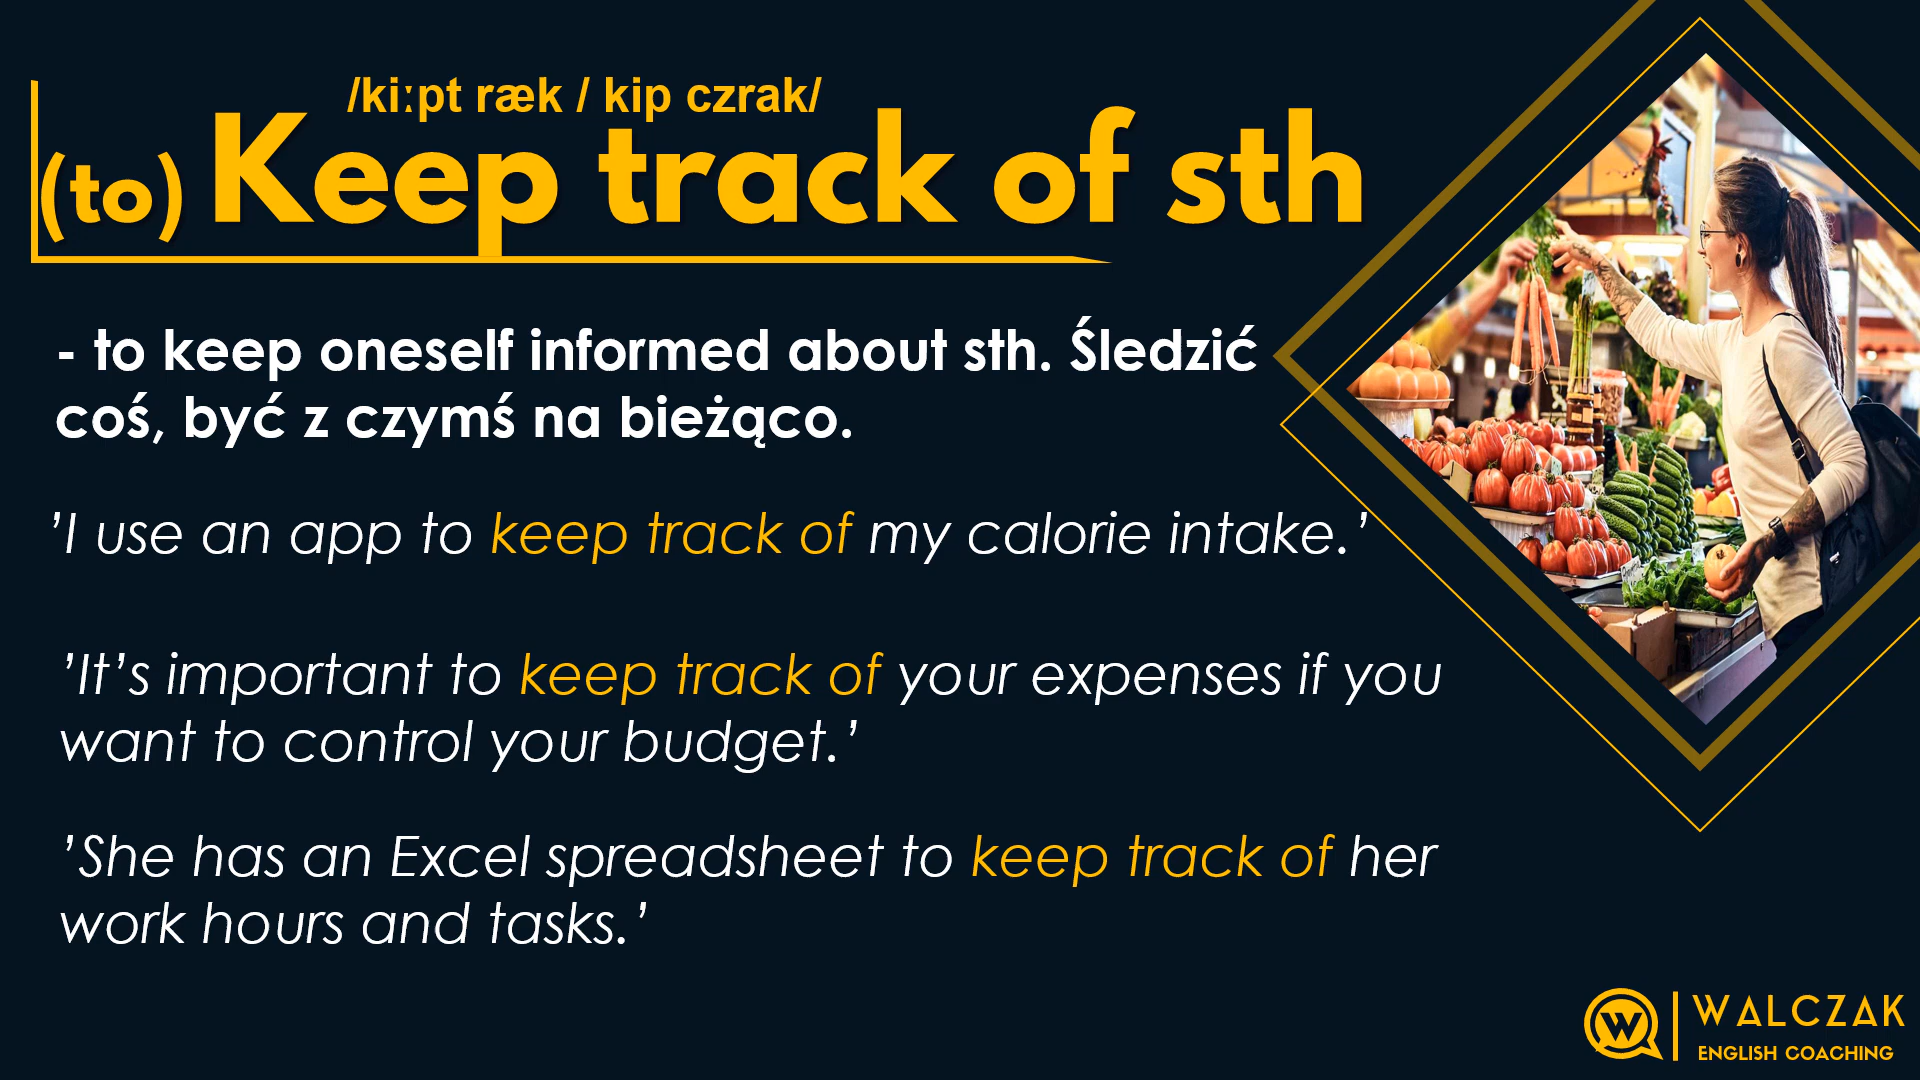 /kiːpt ræk / kip czrak/
(to) Keep track of sth
- to keep oneself informed about sth. Śledzić
coś, być z czymś na bieżąco.
’I use an app to keep track of my calorie intake.’
’It’s important to keep track of your expenses if you
want to control your budget.’
’She has an Excel spreadsheet to keep track of her
work hours and tasks.’
W
WALCZAK
ENGLISH COACHING